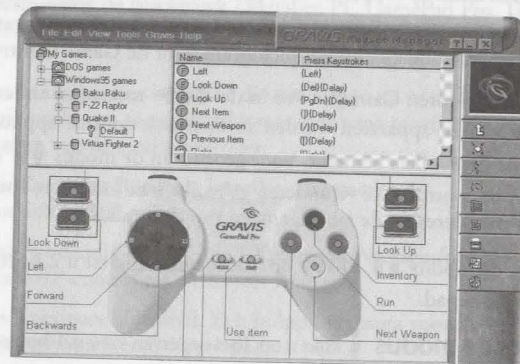 File Edit View Tools Gravis Help
GRAVIS
My Games
DOS games
Windows95 games
Baku Baku
F-22 Raptor
Quake II
Default
Virtua Fighter 2
Name Press Keystrokes
Left {Left}
Look Down {Del}{Delay}
Look Up {PgDn}{Delay}
Next Item {]}{Delay}
Next Weapon {/}{Delay}
Previous Item {[}{Delay}
Right {Right}
GRAVIS
GamePad Pro
Look Down
Left
Forward
Backwards
Use item
Look Up
Inventory
Run
Next Weapon